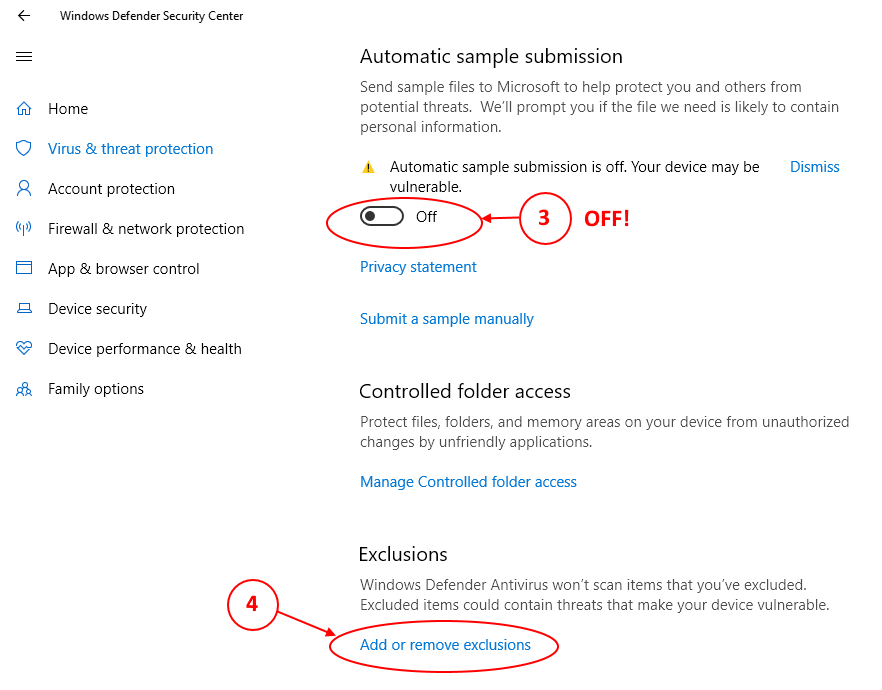 Windows Defender Security Center
Home
Virus & threat protection
Account protection
Firewall & network protection
App & browser control
Device security
Device performance & health
Family options
Automatic sample submission
Send sample files to Microsoft to help protect you and others from
potential threats.  We'll prompt you if the file we need is likely to contain
personal information.
Automatic sample submission is off. Your device may be
vulnerable.
Dismiss
Off
3
OFF!
Privacy statement
Submit a sample manually
Controlled folder access
Protect files, folders, and memory areas on your device from unauthorized
changes by unfriendly applications.
Manage Controlled folder access
Exclusions
Windows Defender Antivirus won't scan items that you've excluded.
Excluded items could contain threats that make your device vulnerable.
4
Add or remove exclusions